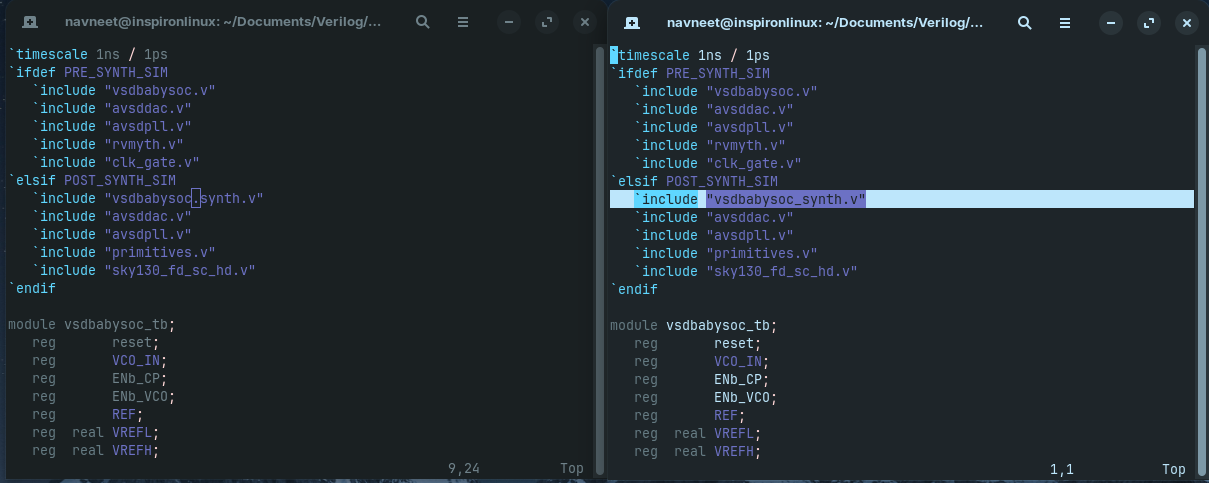 navneet@inspironlinux: ~/Documents/Verilog/...
`timescale 1ns / 1ps
`ifdef PRE_SYNTH_SIM
   `include "vsdbabysoc.v"
   `include "avsddac.v"
   `include "avsdpll.v"
   `include "rvmyth.v"
   `include "clk_gate.v"
`elsif POST_SYNTH_SIM
   `include "vsdbabysoc.synth.v"
   `include "avsddac.v"
   `include "avsdpll.v"
   `include "primitives.v"
   `include "sky130_fd_sc_hd.v"
`endif
module vsdbabysoc_tb;
   reg       reset;
   reg       VCO_IN;
   reg       ENb_CP;
   reg       ENb_VCO;
   reg       REF;
   reg  real VREFL;
   reg  real VREFH;
9,24          Top
navneet@inspironlinux: ~/Documents/Verilog/...
`timescale 1ns / 1ps
`ifdef PRE_SYNTH_SIM
   `include "vsdbabysoc.v"
   `include "avsddac.v"
   `include "avsdpll.v"
   `include "rvmyth.v"
   `include "clk_gate.v"
`elsif POST_SYNTH_SIM
   `include "vsdbabysoc_synth.v"
   `include "avsddac.v"
   `include "avsdpll.v"
   `include "primitives.v"
   `include "sky130_fd_sc_hd.v"
`endif
module vsdbabysoc_tb;
   reg       reset;
   reg       VCO_IN;
   reg       ENb_CP;
   reg       ENb_VCO;
   reg       REF;
   reg  real VREFL;
   reg  real VREFH;
1,1           Top